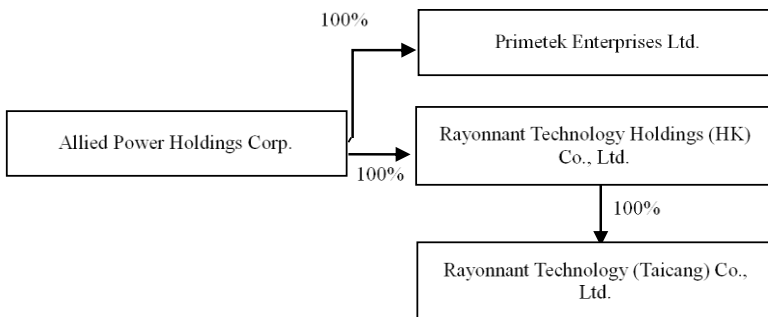 100%
Primetek Enterprises Ltd.
Allied Power Holdings Corp.
100%
Rayonnant Technology Holdings (HK)
Co., Ltd.
100%
Rayonnant Technology (Taicang) Co.,
Ltd.